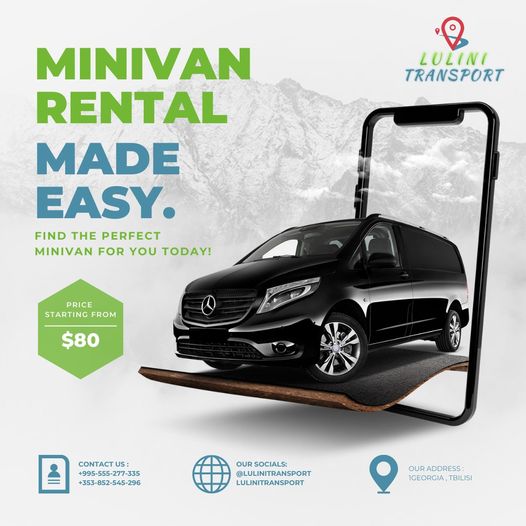 MINIVAN
RENTAL
MADE
EASY.
FIND THE PERFECT
MINIVAN FOR YOU TODAY!
LULINI
TRANSPORT
PRICE
STARTING FROM
$80
CONTACT US :
+995-555-277-335
+353-852-545-296
OUR SOCIALS:
@LULINITRANSPORT
LULINITRANSPORT
OUR ADDRESS :
1GEORGIA , TBILISI